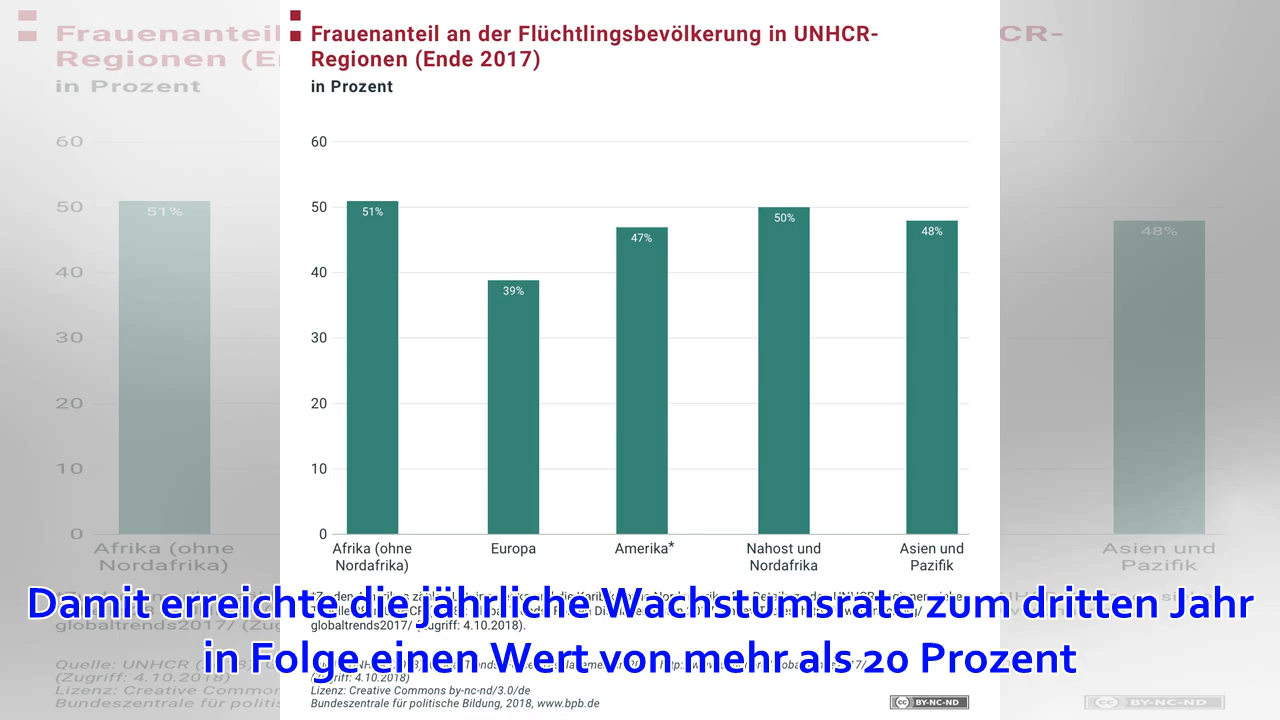 Frauenanteil an der Flüchtlingsbevölkerung in UNHCR-
Regionen (Ende 2017)
in Prozent
60
50
40
30
20
10
0
51%
39%
47%
50%
48%
Afrika (ohne
Nordafrika)
Europa
Amerika*
Nahost und
Nordafrika
Asien und
Pazifik
globaltrends2017/ (Zugriff: 4.10.2018).
Damit erreichte die jährliche Wachstumsrate zum dritten Jahr
in Folge einen Wert von mehr als 20 Prozent
(Zugriff: 4.10.2018)
Lizenz: Creative Commons by-nc-nd/3.0/de
Bundeszentrale für politische Bildung, 2018, www.bpb.de
cc BY-NC-ND